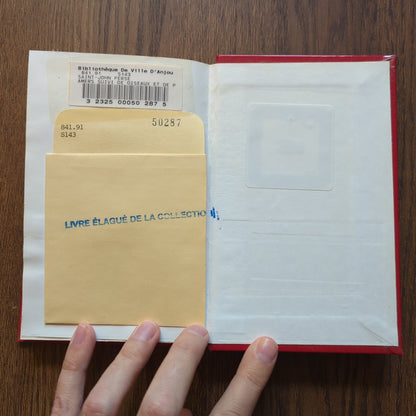 Bibliothèque De Ville D'Anjou
841.91 S143
SAINT-JOHN PERSE
AMERS SUIVI DE OISEAUX ET DE P
3 2325 00050 287 5
50287
841.91
S143
LIVRE ÉLAGUÉ DE LA COLLECTION